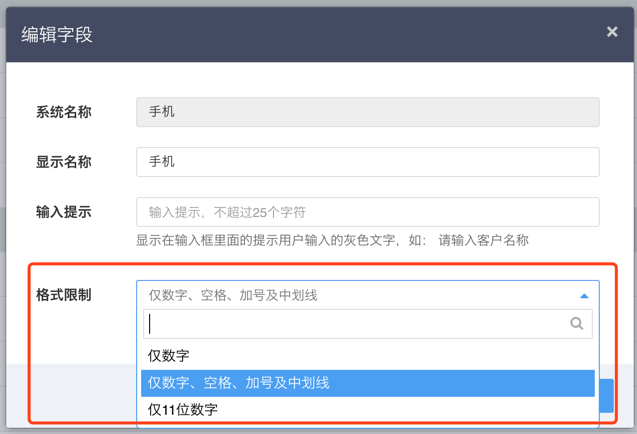 编辑字段 ×
系统名称 手机
显示名称 手机
输入提示 输入提示，不超过25个字符
显示在输入框里面的提示用户输入的灰色文字，如： 请输入客户名称
格式限制 仅数字、空格、加号及中划线
仅数字
仅数字、空格、加号及中划线
仅11位数字